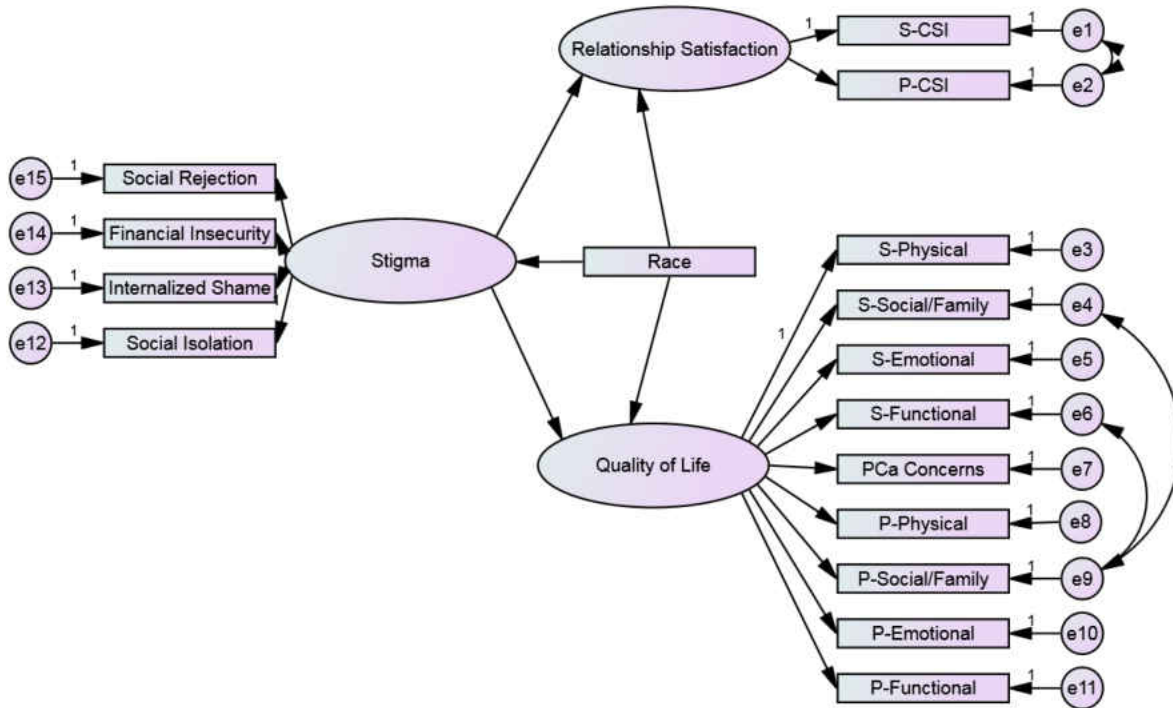 Relationship Satisfaction
1
S-CSI
1
e1
P-CSI
1
e2
e15
1
Social Rejection
e14
1
Financial Insecurity
e13
1
Internalized Shame
1
e12
1
Social Isolation
Stigma
Race
Quality of Life
1
S-Physical
1
e3
S-Social/Family
1
e4
S-Emotional
1
e5
S-Functional
1
e6
PCa Concerns
1
e7
P-Physical
1
e8
P-Social/Family
1
e9
P-Emotional
1
e10
P-Functional
1
e11